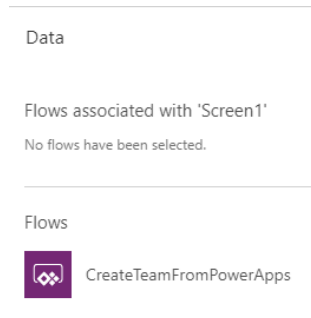 Data
Flows associated with 'Screen1'
No flows have been selected.
Flows
CreateTeamFromPowerApps